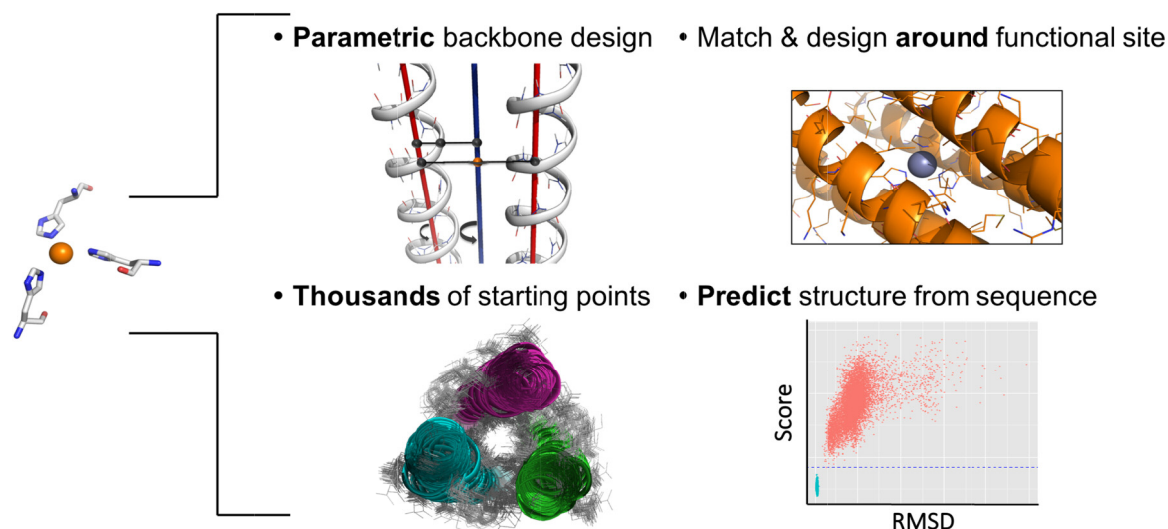 • Parametric backbone design
• Match & design around functional site
• Thousands of starting points
• Predict structure from sequence
Score
RMSD